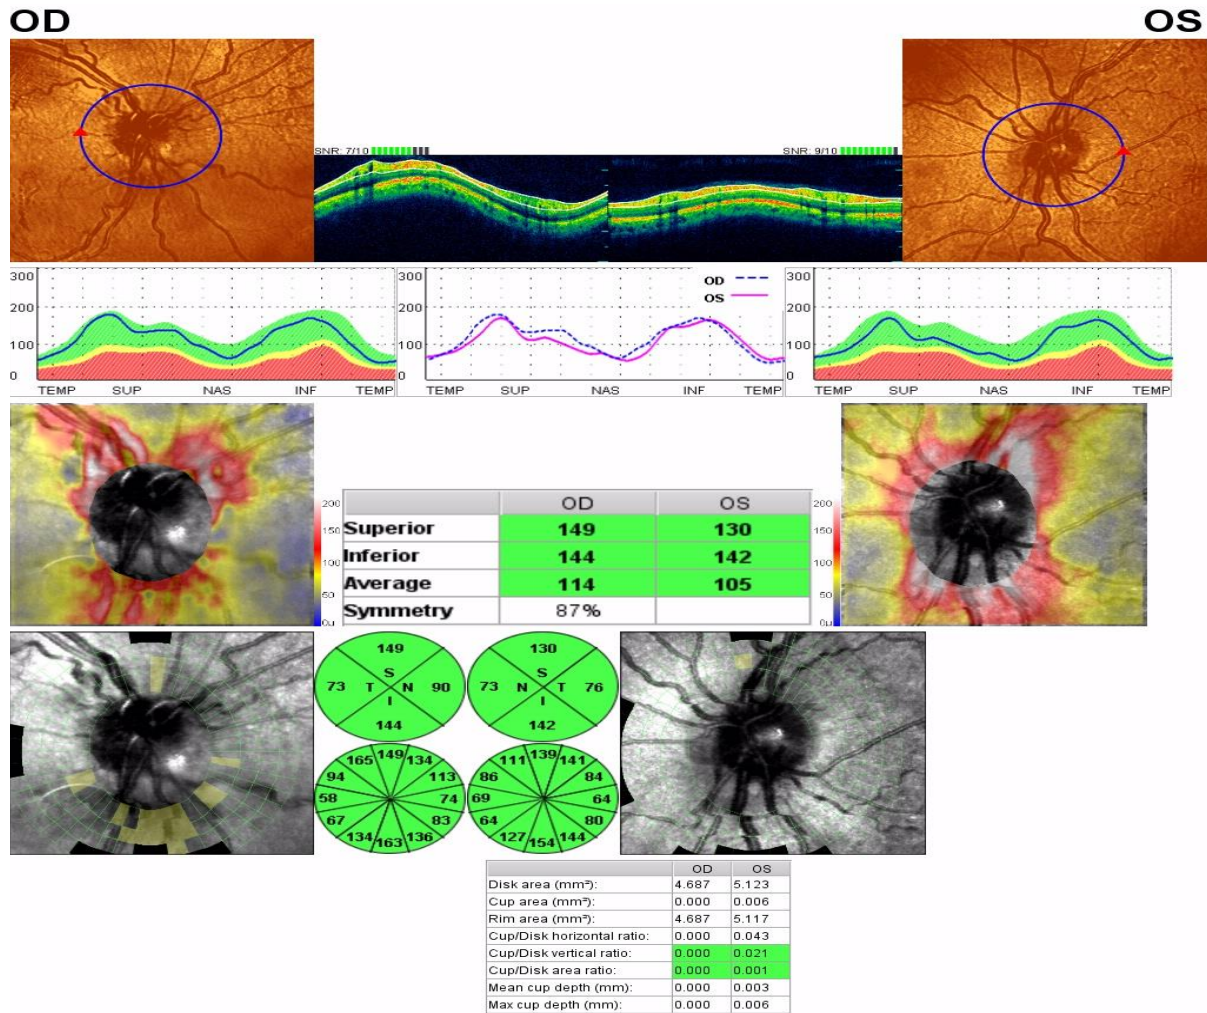 OD OS
SNR: 7/10 SNR: 9/10
300 300 300
OD
OS
200 200 200
100 100 100
0 0 0
TEMP SUP NAS INF TEMP TEMP SUP NAS INF TEMP TEMP SUP NAS INF TEMP
OD OS
200 200
Superior 149 130
150 150
Inferior 144 142
100 100
Average 114 105
50 50
Symmetry 87%
0µ 0µ
149 130
S S
73 T N 90 73 N T 76
I I
144 142
165 149 134 111 139 141
94 113 86 84
58 74 69 64
67 83 64 80
134 163 136 127 154 144
OD OS
Disk area (mm²): 4.687 5.123
Cup area (mm²): 0.000 0.006
Rim area (mm²): 4.687 5.117
Cup/Disk horizontal ratio: 0.000 0.043
Cup/Disk vertical ratio: 0.000 0.021
Cup/Disk area ratio: 0.000 0.001
Mean cup depth (mm): 0.000 0.003
Max cup depth (mm): 0.000 0.006